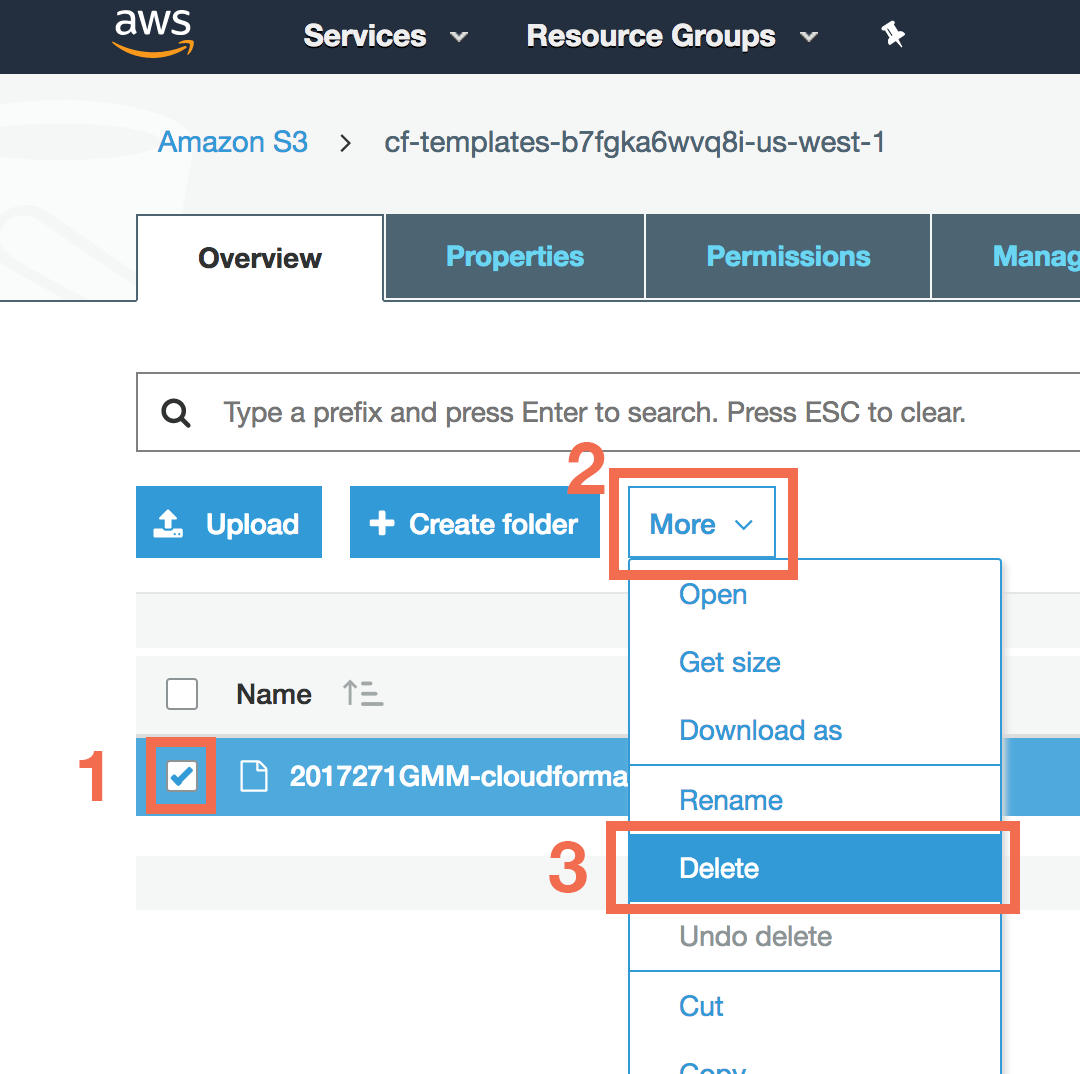 aws Services Resource Groups
Amazon S3 > cf-templates-b7fgka6wvq8i-us-west-1
Overview Properties Permissions Manag
Type a prefix and press Enter to search. Press ESC to clear.
2
Upload Create folder More
Open
Get size
Name
Download as
1 2017271GMM-cloudforma
Rename
3 Delete
Undo delete
Cut
Copy